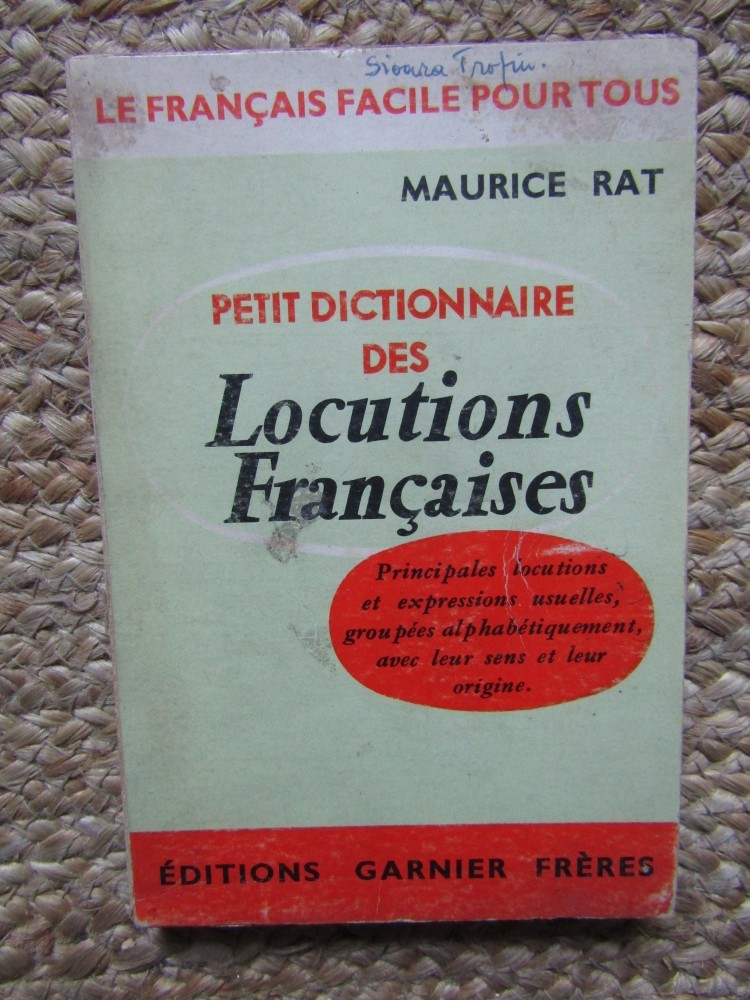 Sioara Trofin.
LE FRANÇAIS FACILE POUR TOUS
MAURICE RAT
PETIT DICTIONNAIRE
DES
Locutions
Françaises
Principales locutions
et expressions usuelles,
groupées alphabétiquement,
avec leur sens et leur
origine.
ÉDITIONS GARNIER FRÈRES